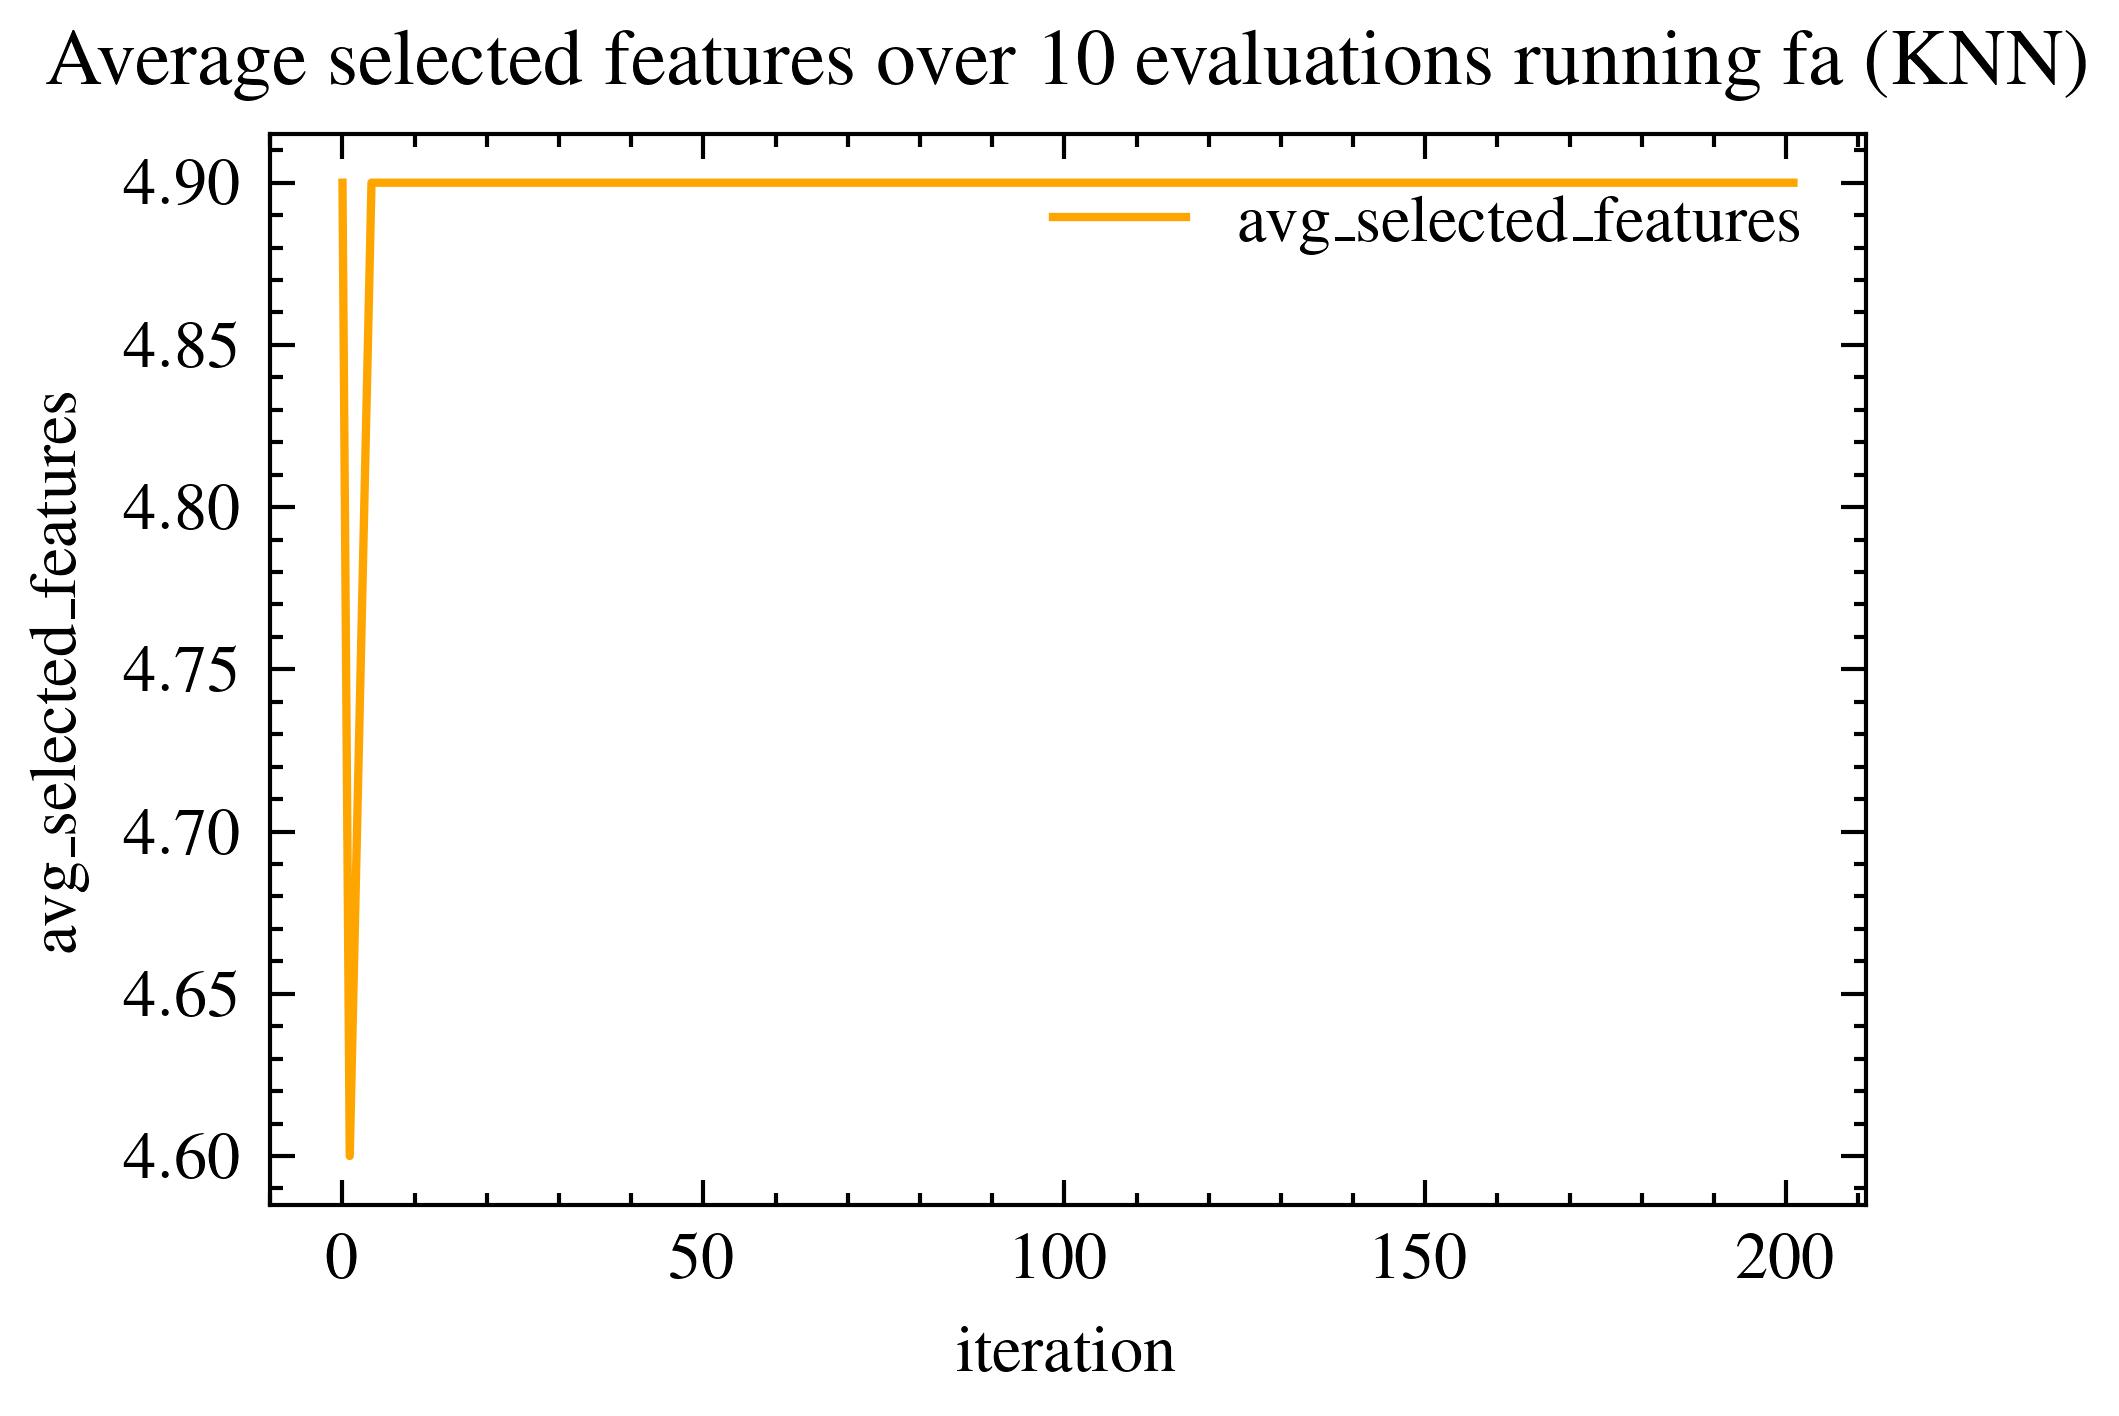 Average selected features over 10 evaluations running fa (KNN)
avg_selected_features
4.90
4.85
4.80
4.75
4.70
4.65
4.60
avg_selected_features
0 50 100 150 200
iteration